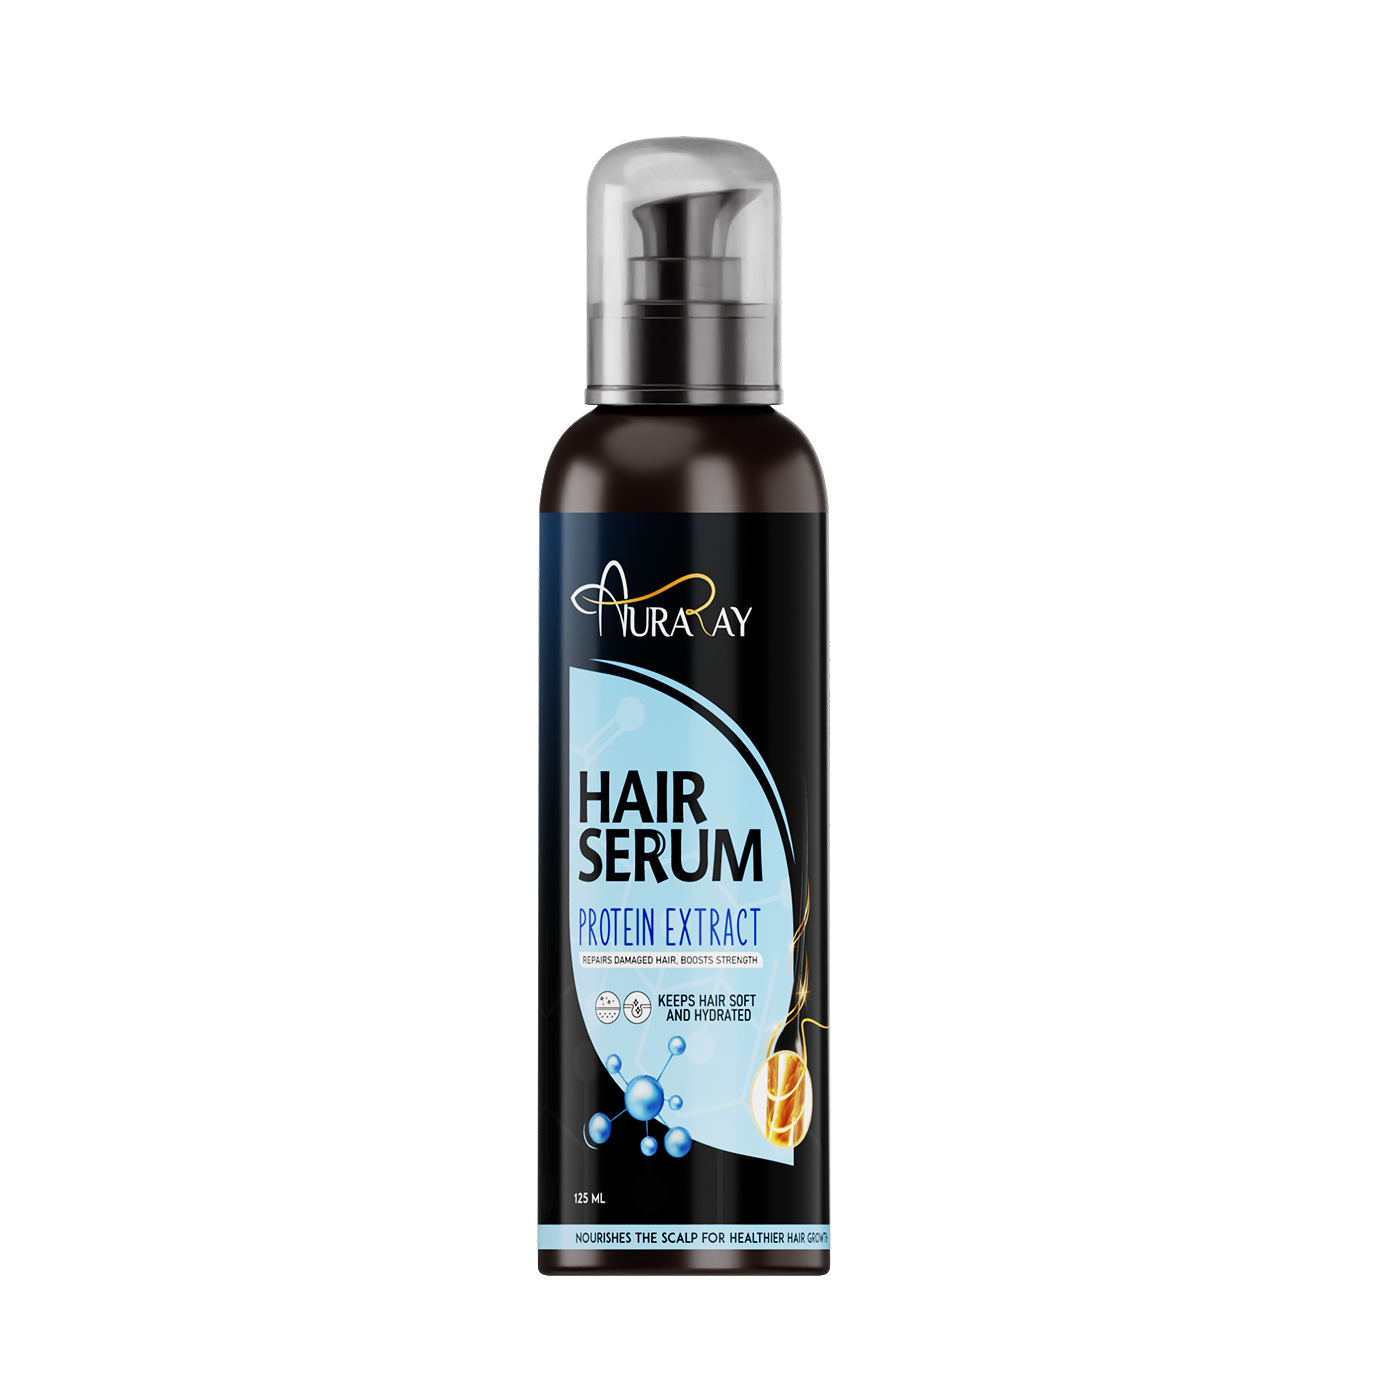 AURARAY
HAIR
SERUM
PROTEIN EXTRACT
REPAIRS DAMAGED HAIR, BOOSTS STRENGTH
KEEPS HAIR SOFT
AND HYDRATED
125 ML
NOURISHES THE SCALP FOR HEALTHIER HAIR GROWTH